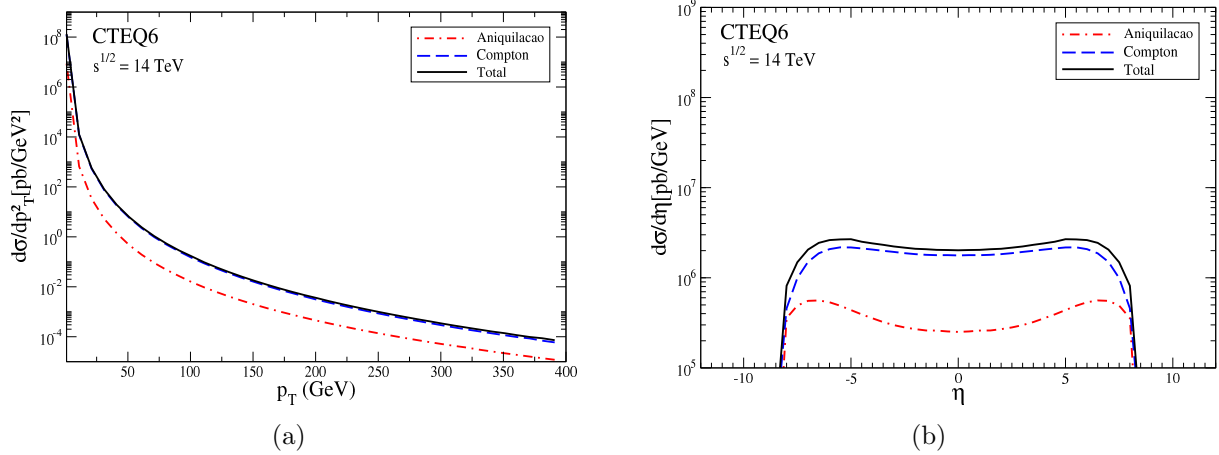 CTEQ6
s^{1/2} = 14 TeV
Aniquilacao
Compton
Total
10^8
10^6
10^4
10^2
10^0
10^{-2}
10^{-4}
dσ/dp²_T[pb/GeV²]
50 100 150 200 250 300 350 400
p_T (GeV)
(a)
CTEQ6
s^{1/2} = 14 TeV
Aniquilacao
Compton
Total
10^9
10^8
10^7
10^6
10^5
dσ/dη[pb/GeV]
-10 -5 0 5 10
η
(b)